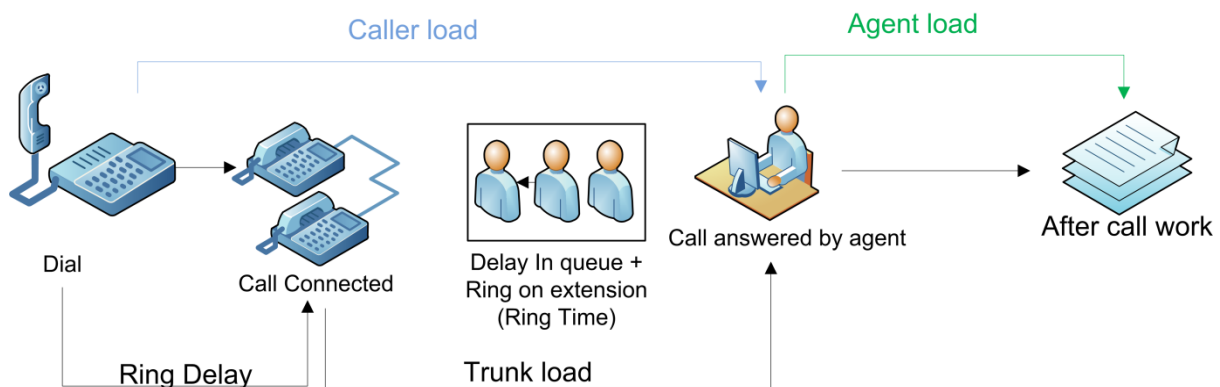 Caller load
Agent load
Dial
Call Connected
Delay In queue +
Ring on extension
(Ring Time)
Call answered by agent
After call work
Ring Delay
Trunk load